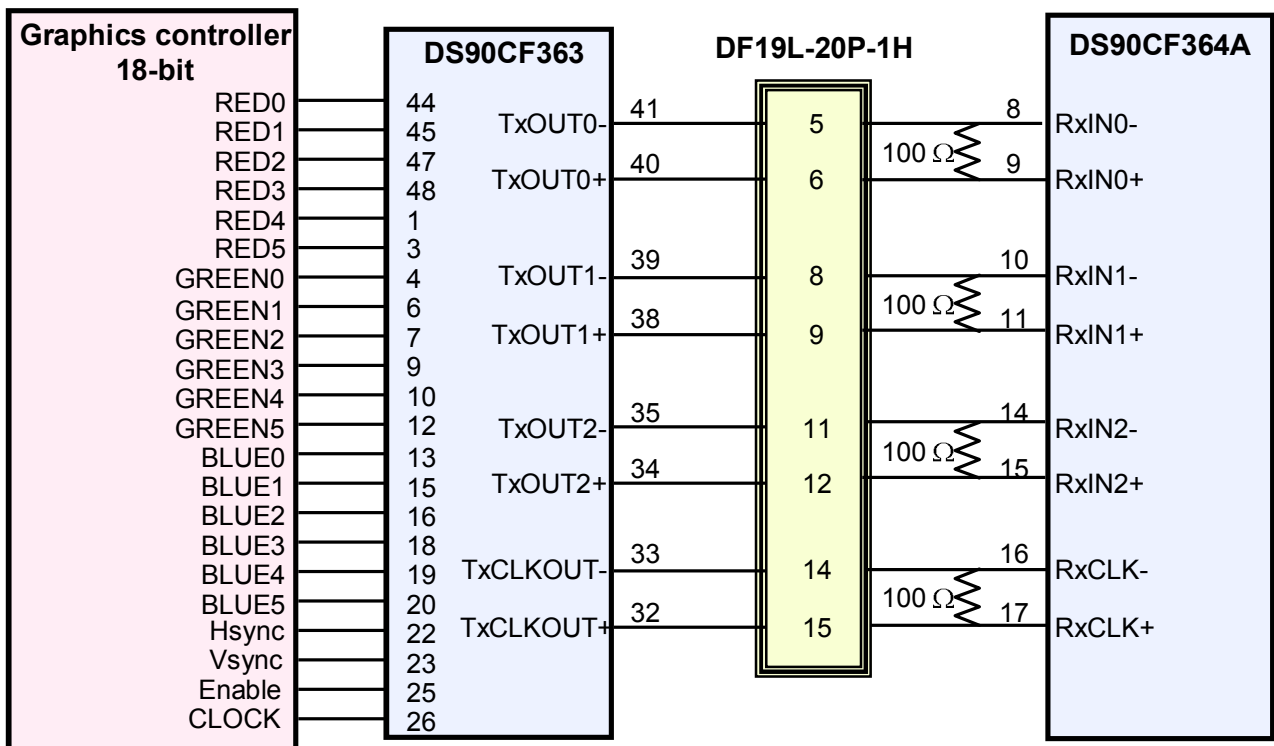 Graphics controller
18-bit
RED0
RED1
RED2
RED3
RED4
RED5
GREEN0
GREEN1
GREEN2
GREEN3
GREEN4
GREEN5
BLUE0
BLUE1
BLUE2
BLUE3
BLUE4
BLUE5
Hsync
Vsync
Enable
CLOCK
DS90CF363
44
45
47
48
1
3
4
6
7
9
10
12
13
15
16
18
19
20
22
23
25
26
TxOUT0- 41
TxOUT0+ 40
TxOUT1- 39
TxOUT1+ 38
TxOUT2- 35
TxOUT2+ 34
TxCLKOUT- 33
TxCLKOUT+ 32
DF19L-20P-1H
5
6
8
9
11
12
14
15
100 Ω
100 Ω
100 Ω
100 Ω
DS90CF364A
8 RxIN0-
9 RxIN0+
10 RxIN1-
11 RxIN1+
14 RxIN2-
15 RxIN2+
16 RxCLK-
17 RxCLK+